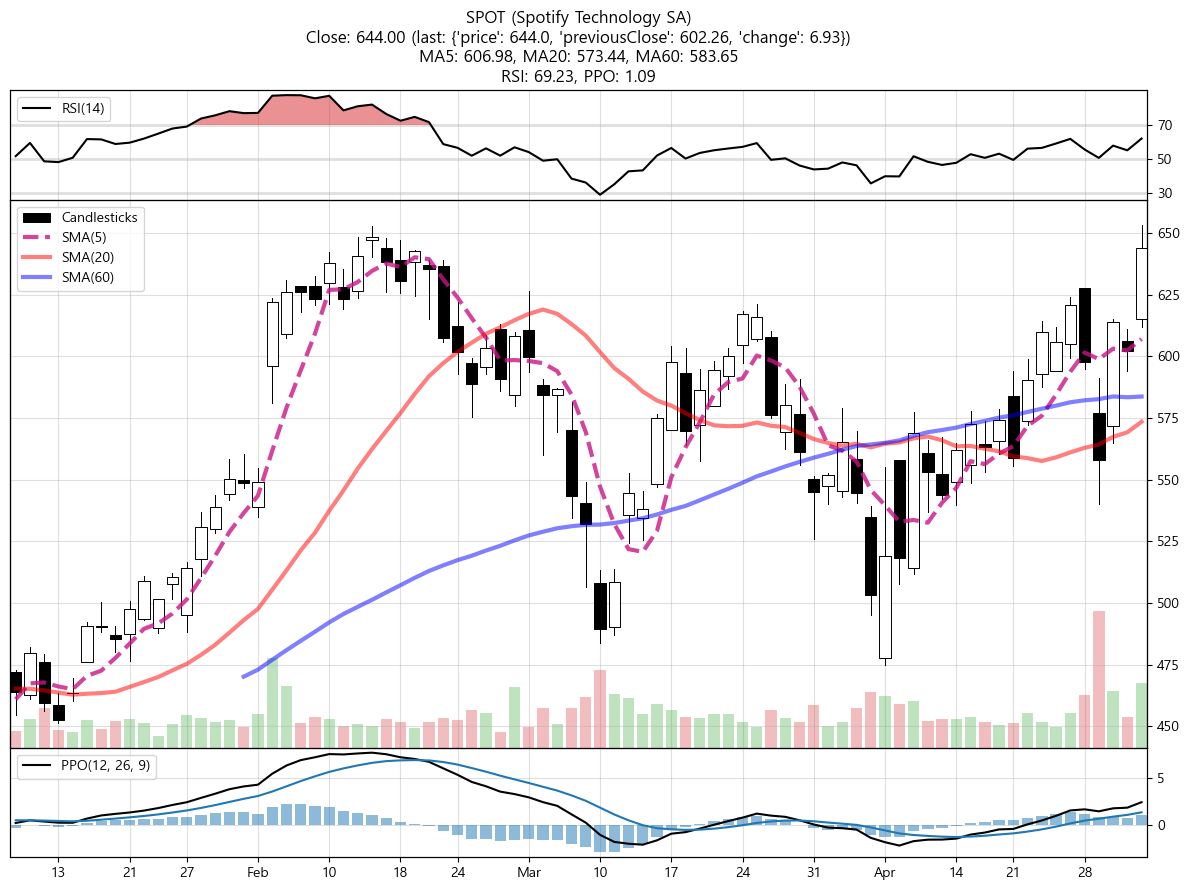 SPOT (Spotify Technology SA)
Close: 644.00 (last: {'price': 644.0, 'previousClose': 602.26, 'change': 6.93})
MA5: 606.98, MA20: 573.44, MA60: 583.65
RSI: 69.23, PPO: 1.09
RSI(14)
70
50
30
Candlesticks
SMA(5)
SMA(20)
SMA(60)
650
625
600
575
550
525
500
475
450
PPO(12, 26, 9)
5
0
13 21 27 Feb 10 18 24 Mar 10 17 24 31 Apr 14 21 28